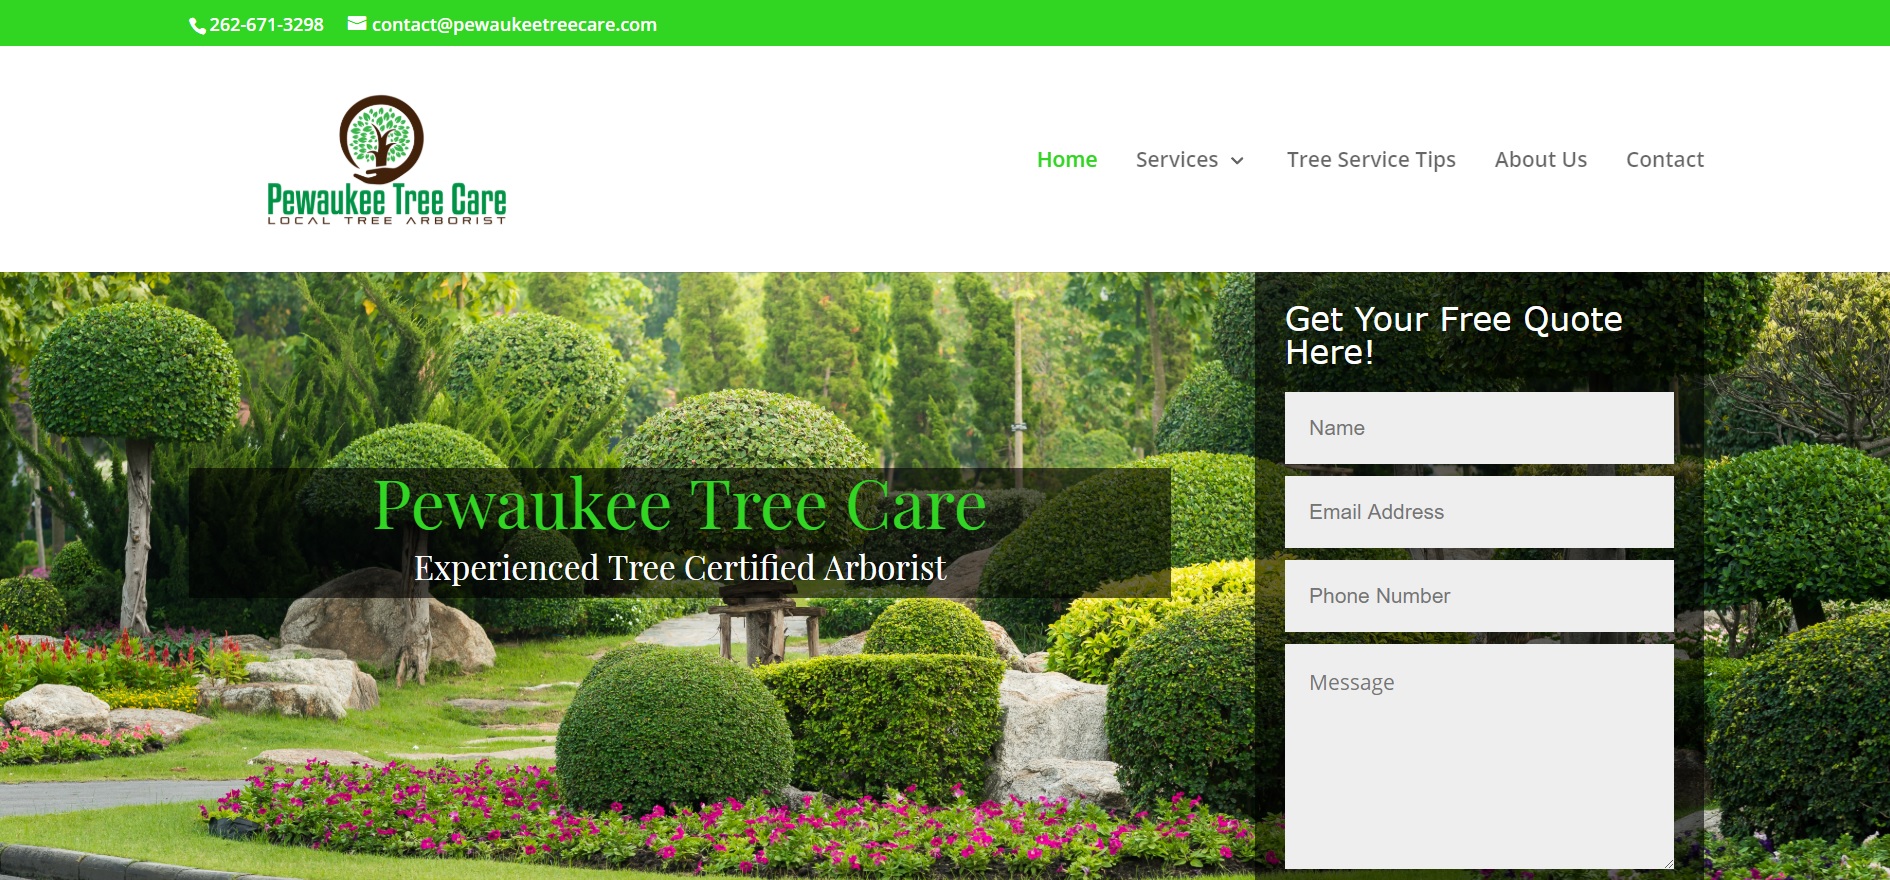 262-671-3298 contact@pewaukeetreecare.com
Pewaukee Tree Care
LOCAL TREE ARBORIST
Home Services Tree Service Tips About Us Contact
Pewaukee Tree Care
Experienced Tree Certified Arborist
Get Your Free Quote
Here!
Name
Email Address
Phone Number
Message